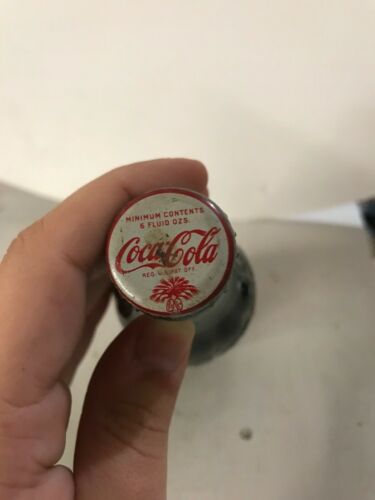 MINIMUM CONTENTS
6 FLUID OZS.
Coca-Cola
REG. U.S. PAT. OFF.